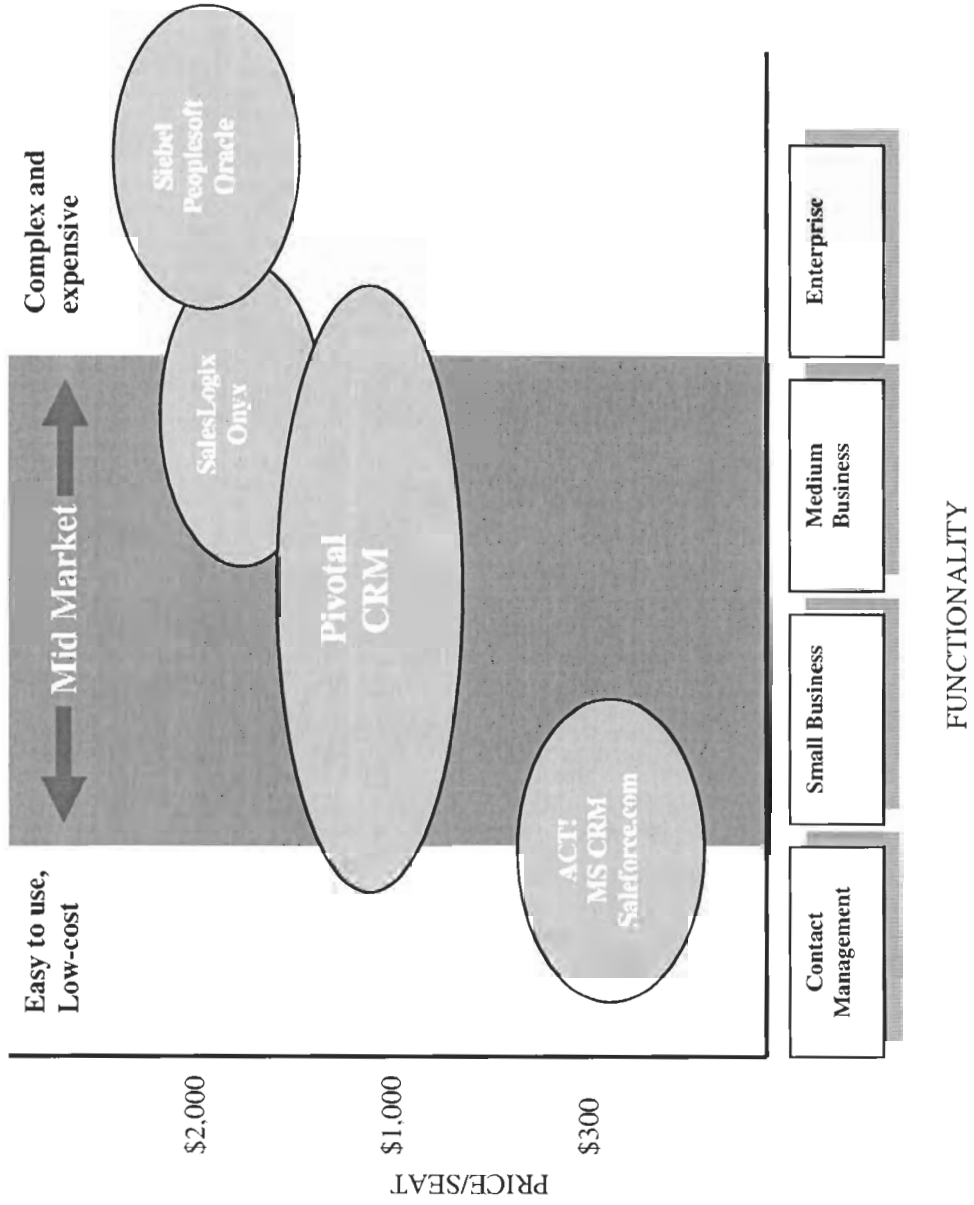 Easy to use,
Low-cost
Mid Market
Complex and
expensive
PRICE/SEAT
$2,000
$1,000
$300
Siebel
Peoplesoft
Oracle
SalesLogix
Onyx
Pivotal
CRM
ACT!
MS CRM
Saleforce.com
Contact
Management
Small Business
Medium
Business
Enterprise
FUNCTIONALITY